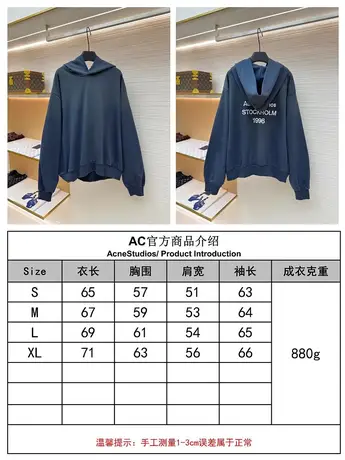 STOCKHOLM
1996
AC官方商品介绍
AcneStudios/ Product Introduction
Size 衣长 胸围 肩宽 袖长 成衣克重
S 65 57 51 63
M 67 59 53 64
L 69 61 54 65
XL 71 63 56 66
880g
温馨提示：手工测量1-3cm误差属于正常